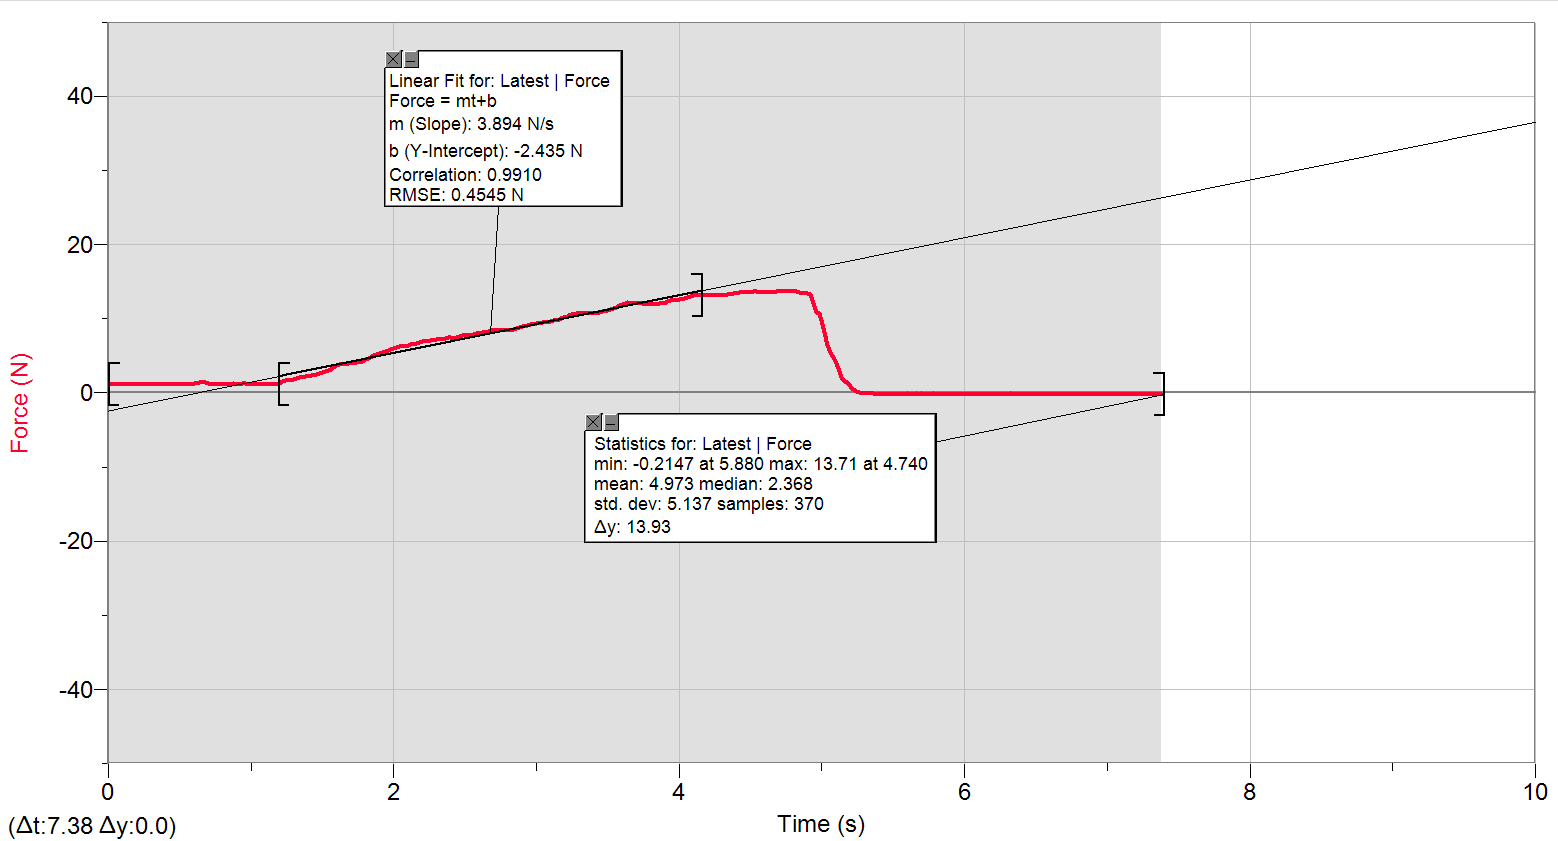 Linear Fit for: Latest | Force
Force = mt+b
m (Slope): 3.894 N/s
b (Y-Intercept): -2.435 N
Correlation: 0.9910
RMSE: 0.4545 N
40
20
0
-20
-40
Force (N)
Statistics for: Latest | Force
min: -0.2147 at 5.880 max: 13.71 at 4.740
mean: 4.973 median: 2.368
std. dev: 5.137 samples: 370
Δy: 13.93
0 2 4 6 8 10
(Δt:7.38 Δy:0.0)
Time (s)